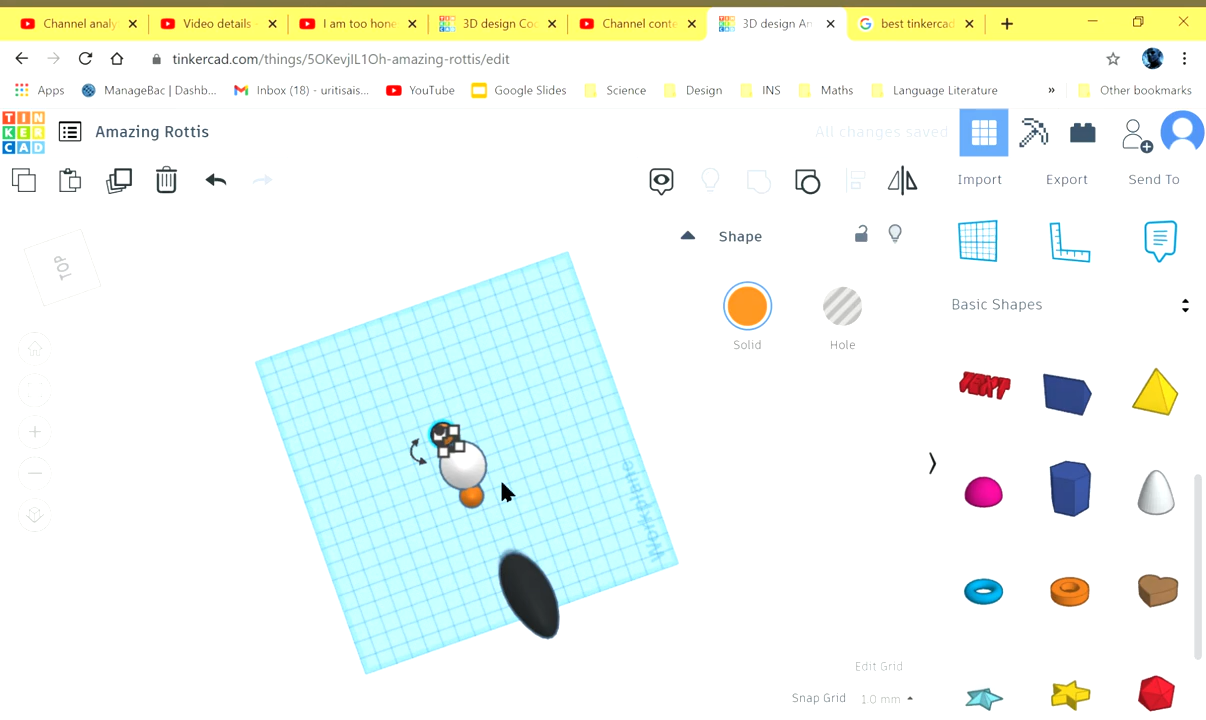 Channel analy
Video details -
I am too hone
3D design Coo
Channel conte
3D design Am
best tinkercad
tinkercad.com/things/5OKevjIL1Oh-amazing-rottis/edit
Apps
ManageBac | Dashb...
Inbox (18) - uritisais...
YouTube
Google Slides
Science
Design
INS
Maths
Language Literature
»
Other bookmarks
TIN
KER
CAD
Amazing Rottis
All changes saved
Import
Export
Send To
TOP
Shape
Solid
Hole
Basic Shapes
TEXT
Workplane
Edit Grid
Snap Grid
1.0 mm